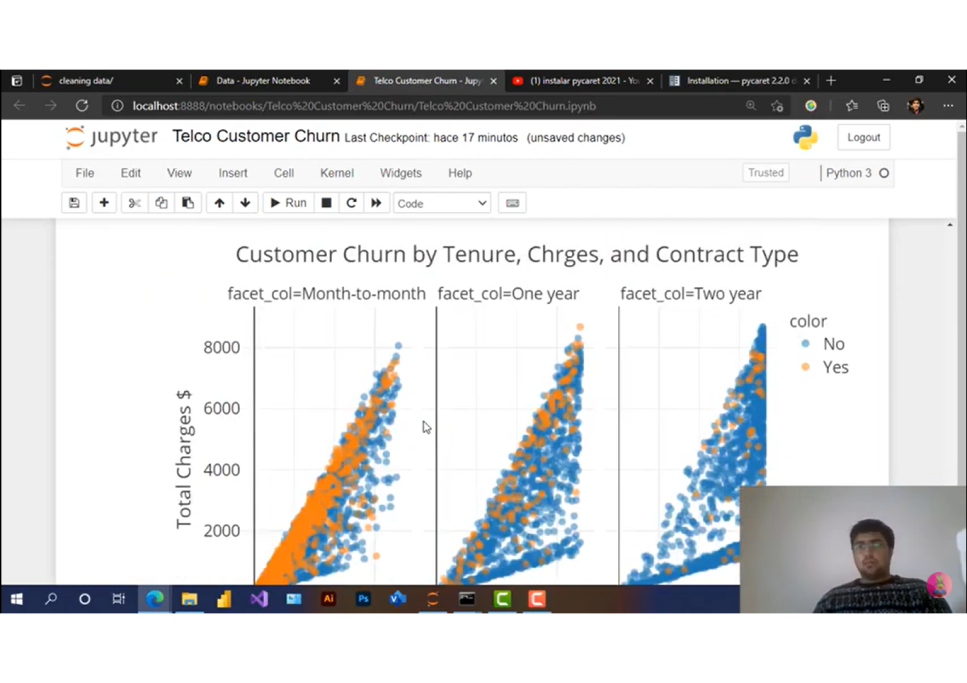 cleaning data/
Data - Jupyter Notebook
Telco Customer Churn - Jupy
(1) instalar pycaret 2021 - Yo
Installation — pycaret 2.2.0 d
localhost:8888/notebooks/Telco%20Customer%20Churn/Telco%20Customer%20Churn.ipynb
jupyter Telco Customer Churn Last Checkpoint: hace 17 minutos (unsaved changes)
Logout
File Edit View Insert Cell Kernel Widgets Help
Trusted
Python 3
Run
Code
Customer Churn by Tenure, Chrges, and Contract Type
facet_col=Month-to-month facet_col=One year facet_col=Two year
color
No
Yes
Total Charges $
8000
6000
4000
2000
Ai
Ps
C
C